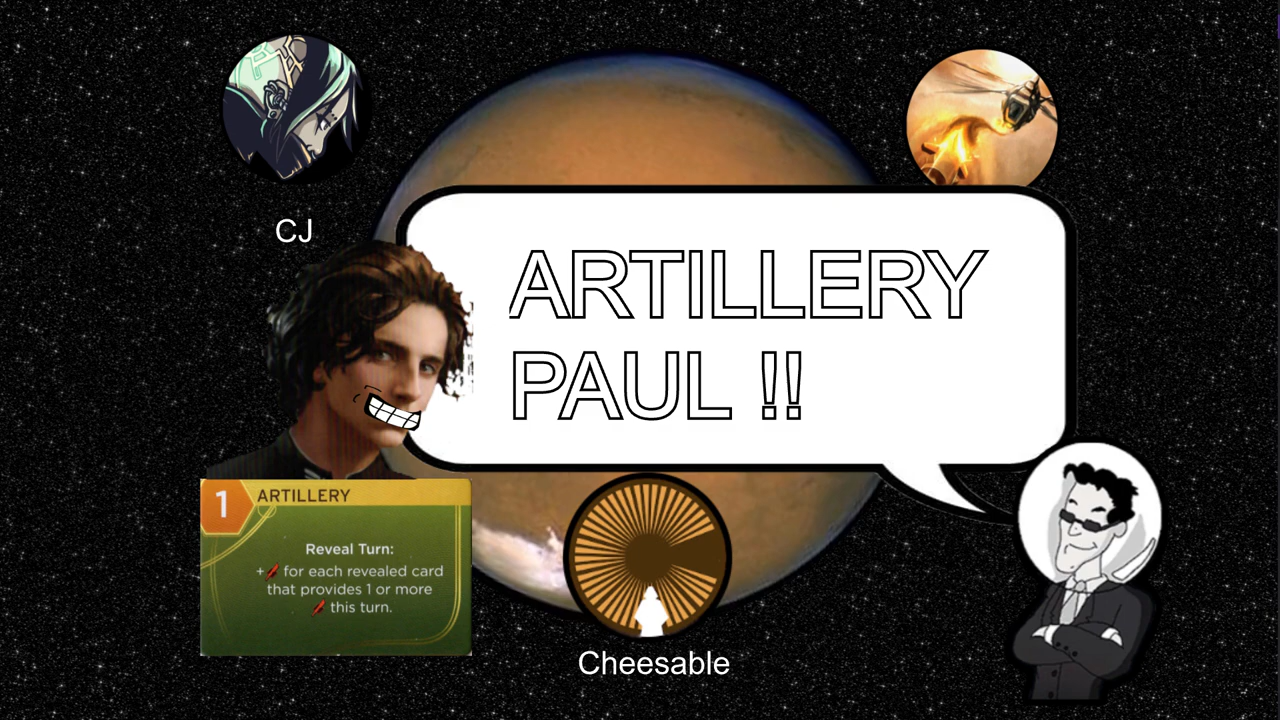 CJ
ARTILLERY
PAUL !!
1
ARTILLERY
Reveal Turn:
+ for each revealed card
that provides 1 or more
this turn.
Cheesable